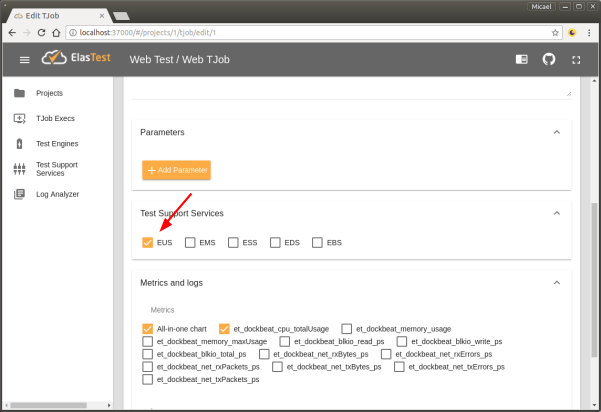 Micael
Edit TJob
localhost:37000/#/projects/1/tjob/edit/1
ElasTest
Web Test / Web TJob
Projects
TJob Execs
Test Engines
Test Support
Services
Log Analyzer
Parameters
Add Parameter
Test Support Services
EUS EMS ESS EDS EBS
Metrics and logs
Metrics
All-in-one chart et_dockbeat_cpu_totalUsage et_dockbeat_memory_usage
et_dockbeat_memory_maxUsage et_dockbeat_blkio_read_ps et_dockbeat_blkio_write_ps
et_dockbeat_blkio_total_ps et_dockbeat_net_rxBytes_ps et_dockbeat_net_rxErrors_ps
et_dockbeat_net_rxPackets_ps et_dockbeat_net_txBytes_ps et_dockbeat_net_txErrors_ps
et_dockbeat_net_txPackets_ps